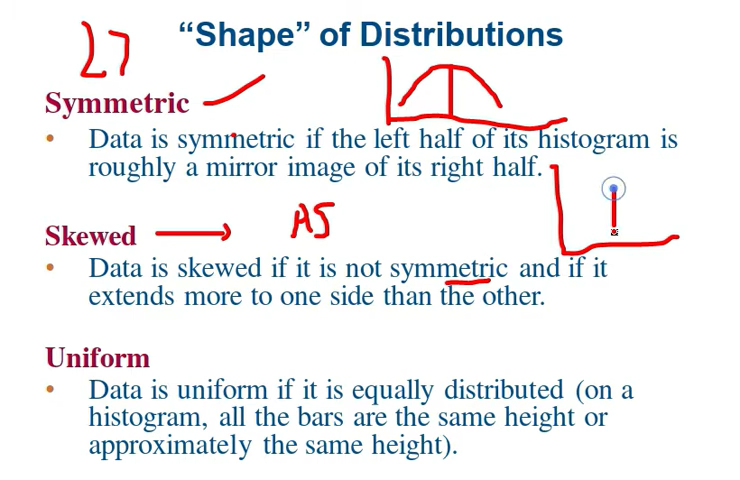 “Shape” of Distributions
27
Symmetric
• Data is symmetric if the left half of its histogram is
roughly a mirror image of its right half.
Skewed AS
• Data is skewed if it is not symmetric and if it
extends more to one side than the other.
Uniform
• Data is uniform if it is equally distributed (on a
histogram, all the bars are the same height or
approximately the same height).